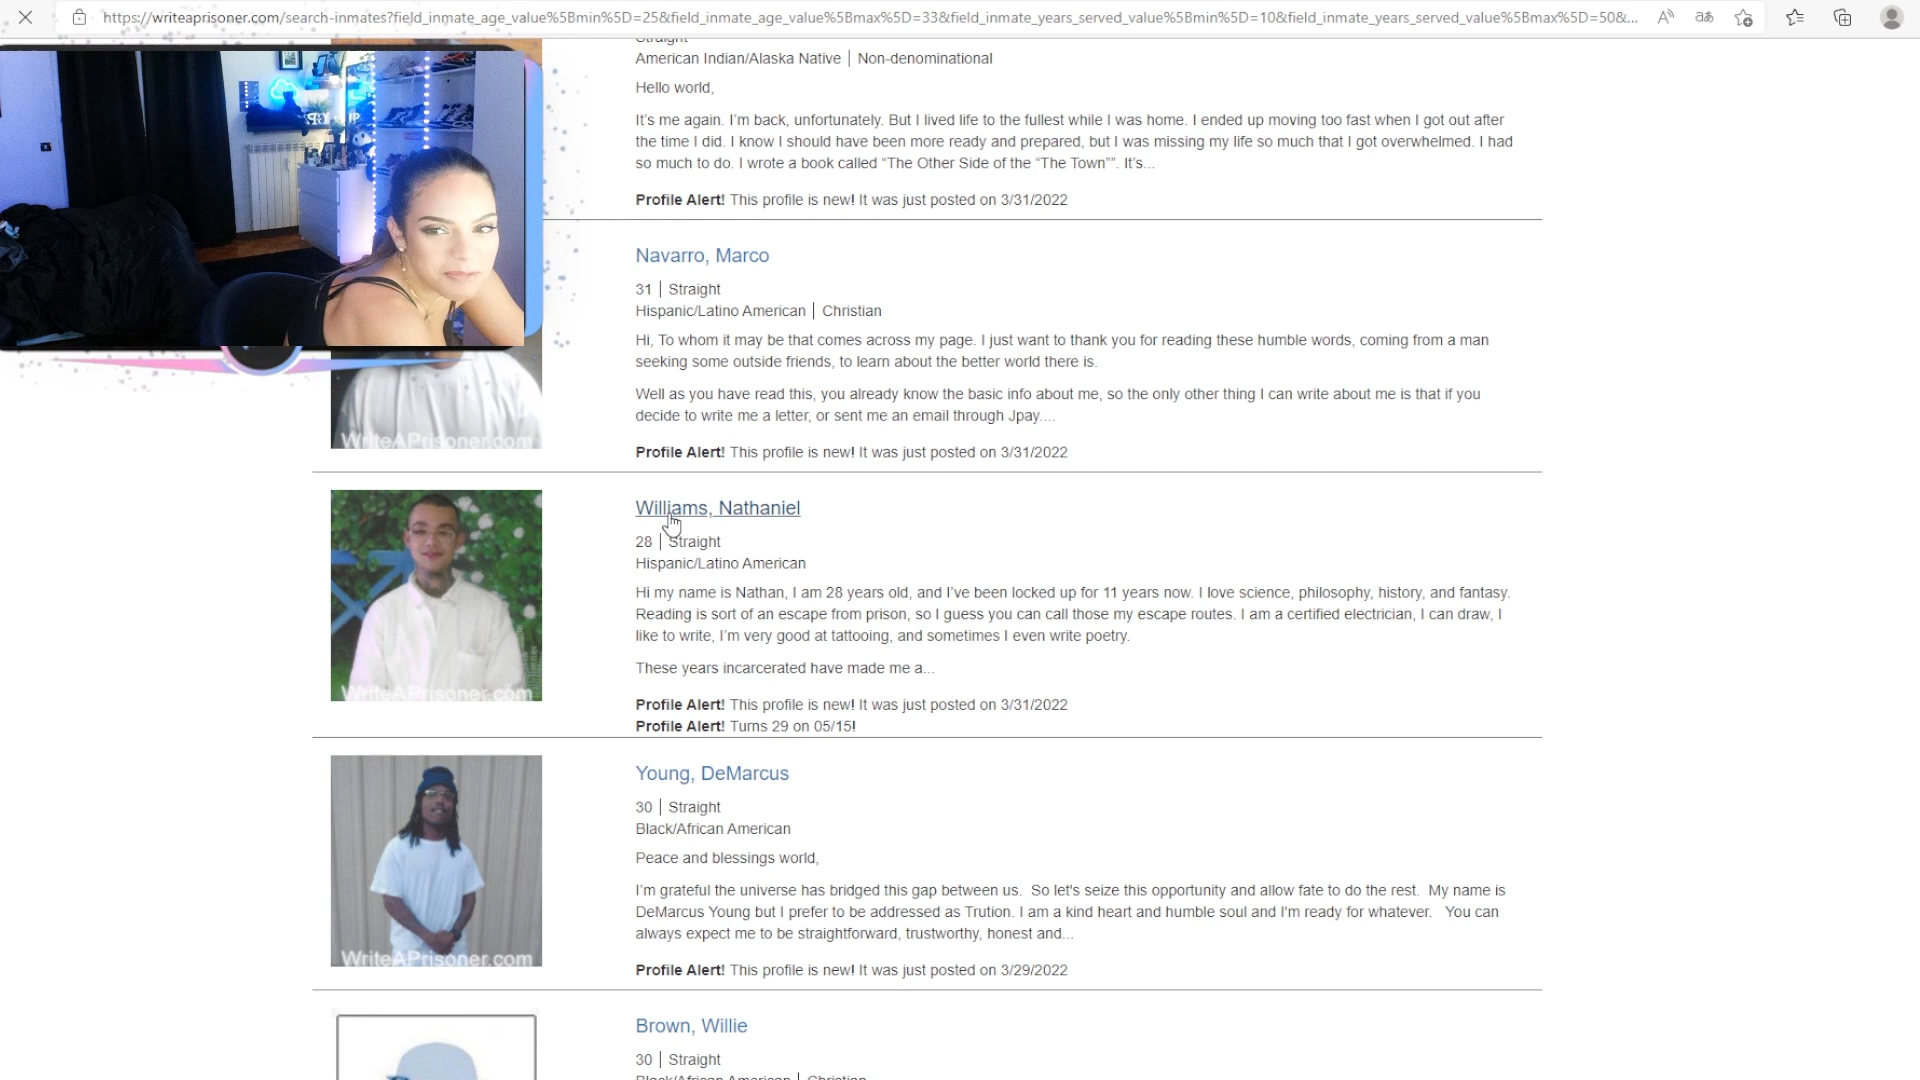 https://writeaprisoner.com/search-inmates?field_inmate_age_value%5Bmin%5D=25&field_inmate_age_value%5Bmax%5D=33&field_inmate_years_served_value%5Bmin%5D=10&field_inmate_years_served_value%5Bmax%5D=50&...
Straight
American Indian/Alaska Native | Non-denominational
Hello world,
It's me again. I'm back, unfortunately. But I lived life to the fullest while I was home. I ended up moving too fast when I got out after
the time I did. I know I should have been more ready and prepared, but I was missing my life so much that I got overwhelmed. I had
so much to do. I wrote a book called “The Other Side of the “The Town””. It's...
Profile Alert! This profile is new! It was just posted on 3/31/2022
Navarro, Marco
31 | Straight
Hispanic/Latino American | Christian
Hi, To whom it may be that comes across my page. I just want to thank you for reading these humble words, coming from a man
seeking some outside friends, to learn about the better world there is.
Well as you have read this, you already know the basic info about me, so the only other thing I can write about me is that if you
decide to write me a letter, or sent me an email through Jpay....
WriteAPrisoner.com
Profile Alert! This profile is new! It was just posted on 3/31/2022
Williams, Nathaniel
28 | Straight
Hispanic/Latino American
Hi my name is Nathan, I am 28 years old, and I've been locked up for 11 years now. I love science, philosophy, history, and fantasy.
Reading is sort of an escape from prison, so I guess you can call those my escape routes. I am a certified electrician, I can draw, I
like to write, I'm very good at tattooing, and sometimes I even write poetry.
These years incarcerated have made me a...
WriteAPrisoner.com
Profile Alert! This profile is new! It was just posted on 3/31/2022
Profile Alert! Turns 29 on 05/15!
Young, DeMarcus
30 | Straight
Black/African American
Peace and blessings world,
I'm grateful the universe has bridged this gap between us.  So let's seize this opportunity and allow fate to do the rest.  My name is
DeMarcus Young but I prefer to be addressed as Trution. I am a kind heart and humble soul and I'm ready for whatever.   You can
always expect me to be straightforward, trustworthy, honest and...
WriteAPrisoner.com
Profile Alert! This profile is new! It was just posted on 3/29/2022
Brown, Willie
30 | Straight
Black/African American | Christian